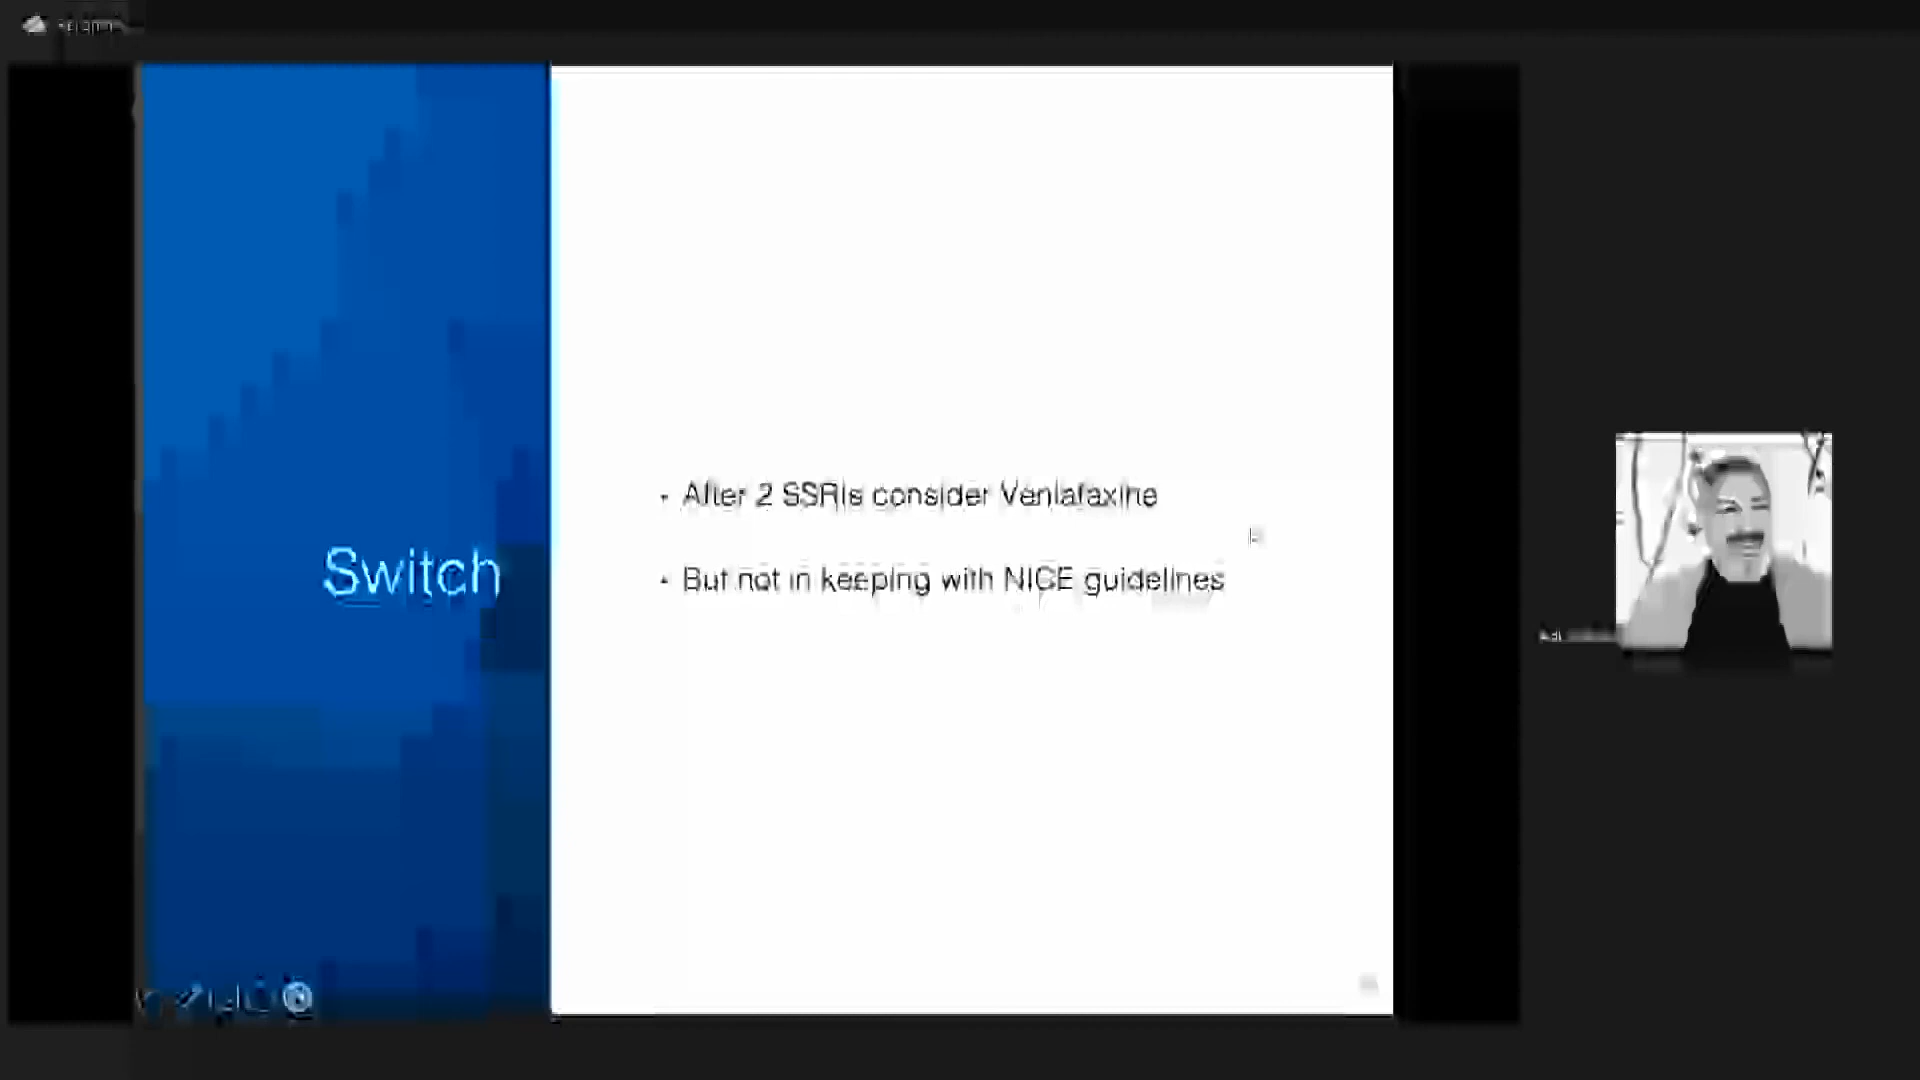 Switch
After 2 SSRIs consider Venlafaxine
But not in keeping with NICE guidelines